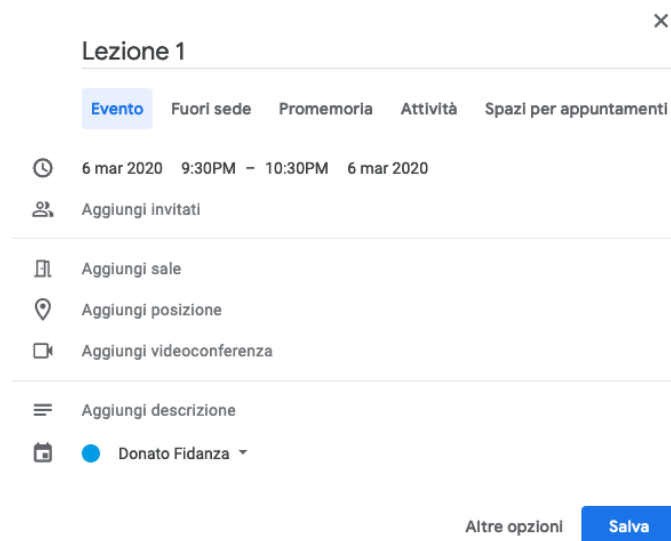 Lezione 1
Evento Fuori sede Promemoria Attività Spazi per appuntamenti
6 mar 2020 9:30PM – 10:30PM 6 mar 2020
Aggiungi invitati
Aggiungi sale
Aggiungi posizione
Aggiungi videoconferenza
Aggiungi descrizione
Donato Fidanza
Altre opzioni Salva